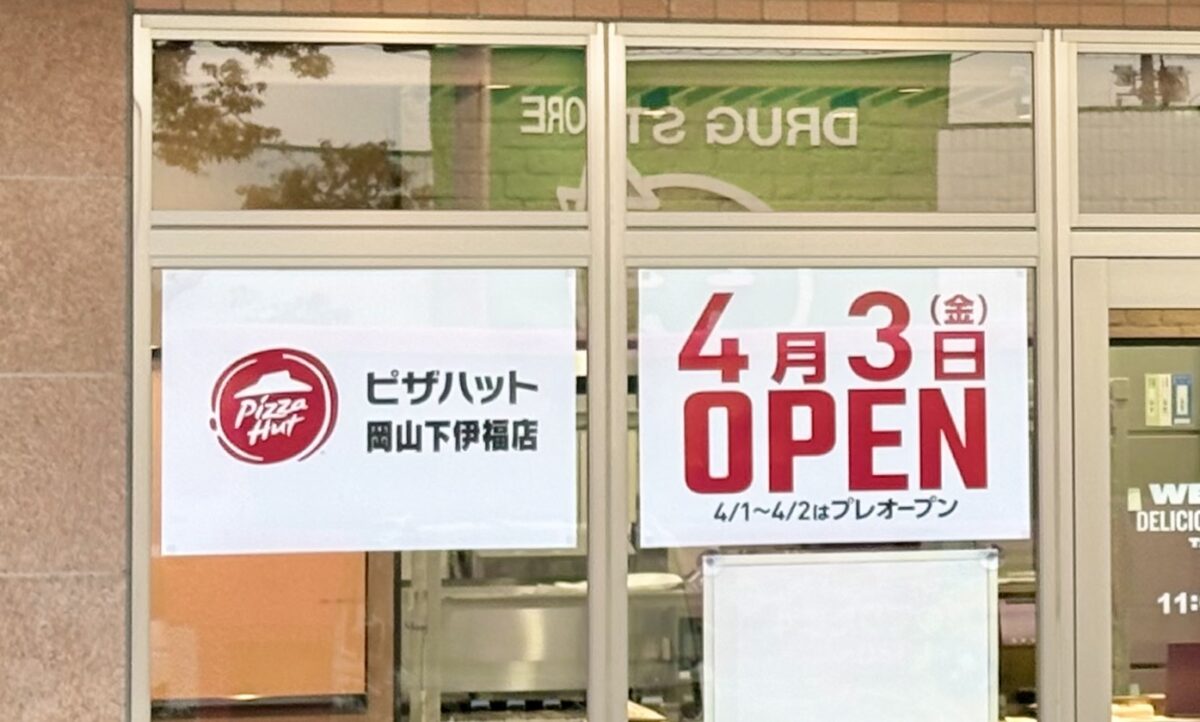 DRUG STORE
Pizza
Hut
ピザハット
岡山下伊福店
4月3日(金)
OPEN
4/1~4/2はプレオープン
11: